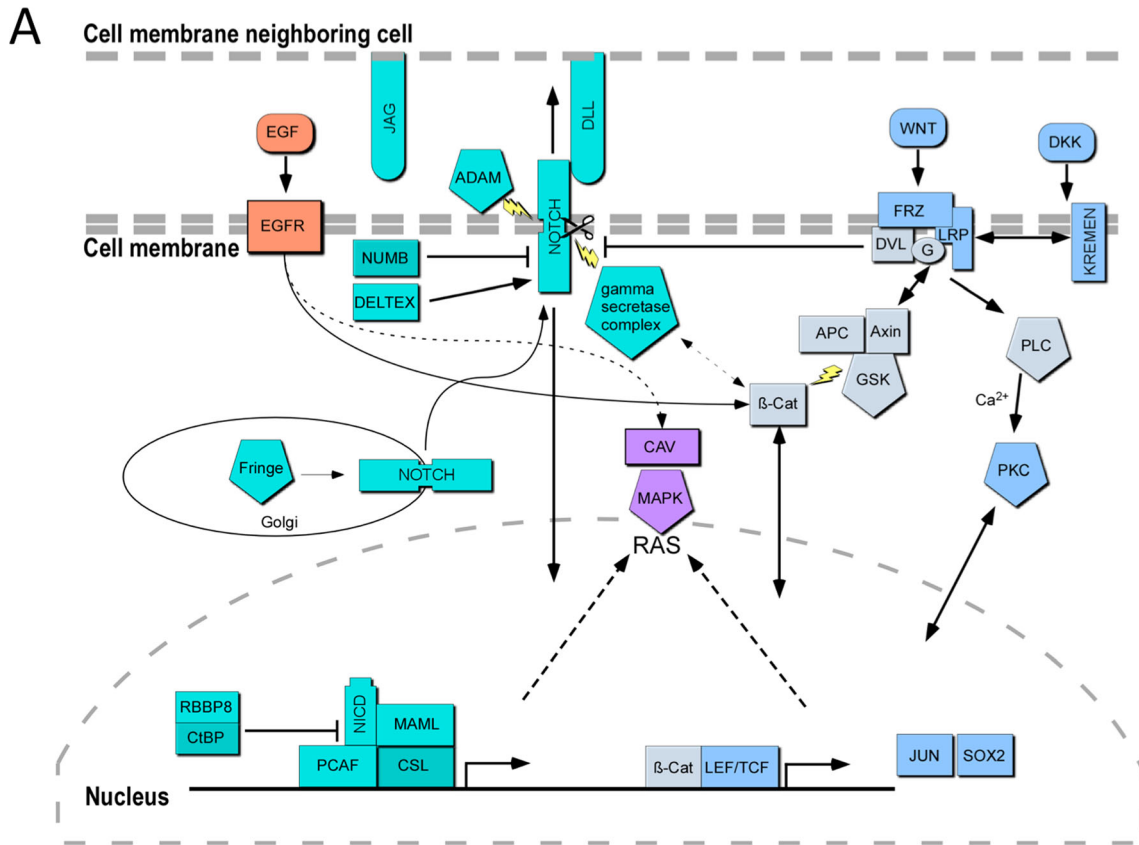 A
Cell membrane neighboring cell
JAG
DLL
EGF
WNT
DKK
ADAM
NOTCH
EGFR
FRZ
LRP
DVL
G
KREMEN
Cell membrane
NUMB
DELTEX
gamma
secretase
complex
APC
Axin
GSK
PLC
Ca²⁺
ß-Cat
CAV
MAPK
RAS
PKC
Fringe
NOTCH
Golgi
RBBP8
CtBP
NICD
MAML
PCAF
CSL
ß-Cat
LEF/TCF
JUN
SOX2
Nucleus